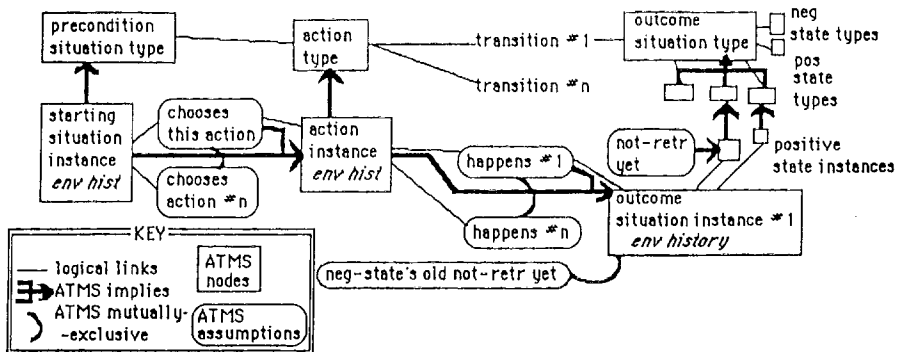 precondition
situation type
action
type
transition #1
transition #n
outcome
situation type
neg
state types
pos
state
types
starting
situation
instance
env hist
chooses
this action
chooses
action #n
action
instance
env hist
happens #1
happens #n
not-retr
yet
positive
state instances
outcome
situation instance #1
env history
neg-state's old not-retr yet
KEY
logical links
ATMS implies
ATMS mutually-
-exclusive
ATMS
nodes
ATMS
assumptions